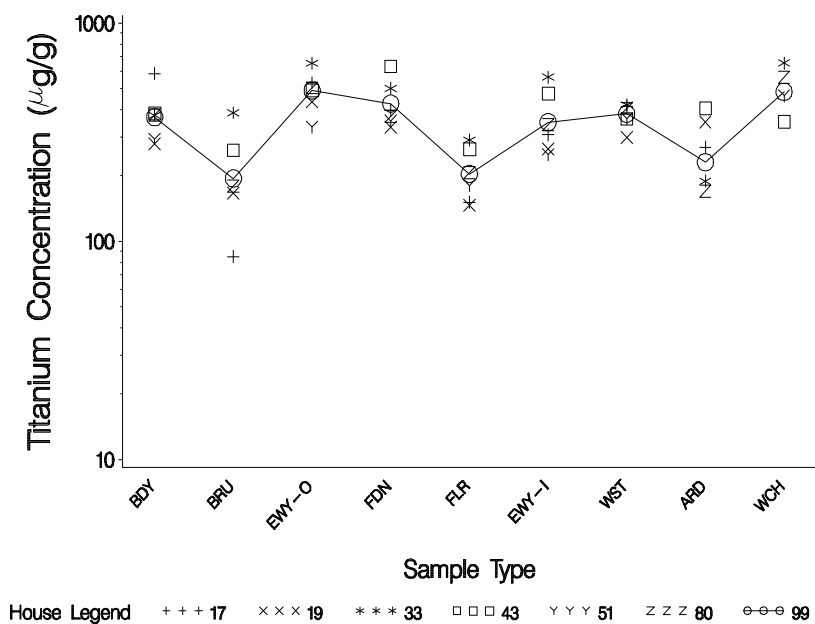 Titanium Concentration (μg/g)
1000
100
10
BDY
BRU
EWY-O
FDN
FLR
EWY-I
WST
ARD
WCH
Sample Type
House Legend + + + 17 × × × 19 * * * 33 □ □ □ 43 Y Y Y 51 Z Z Z 80 ⊖⊖⊖ 99